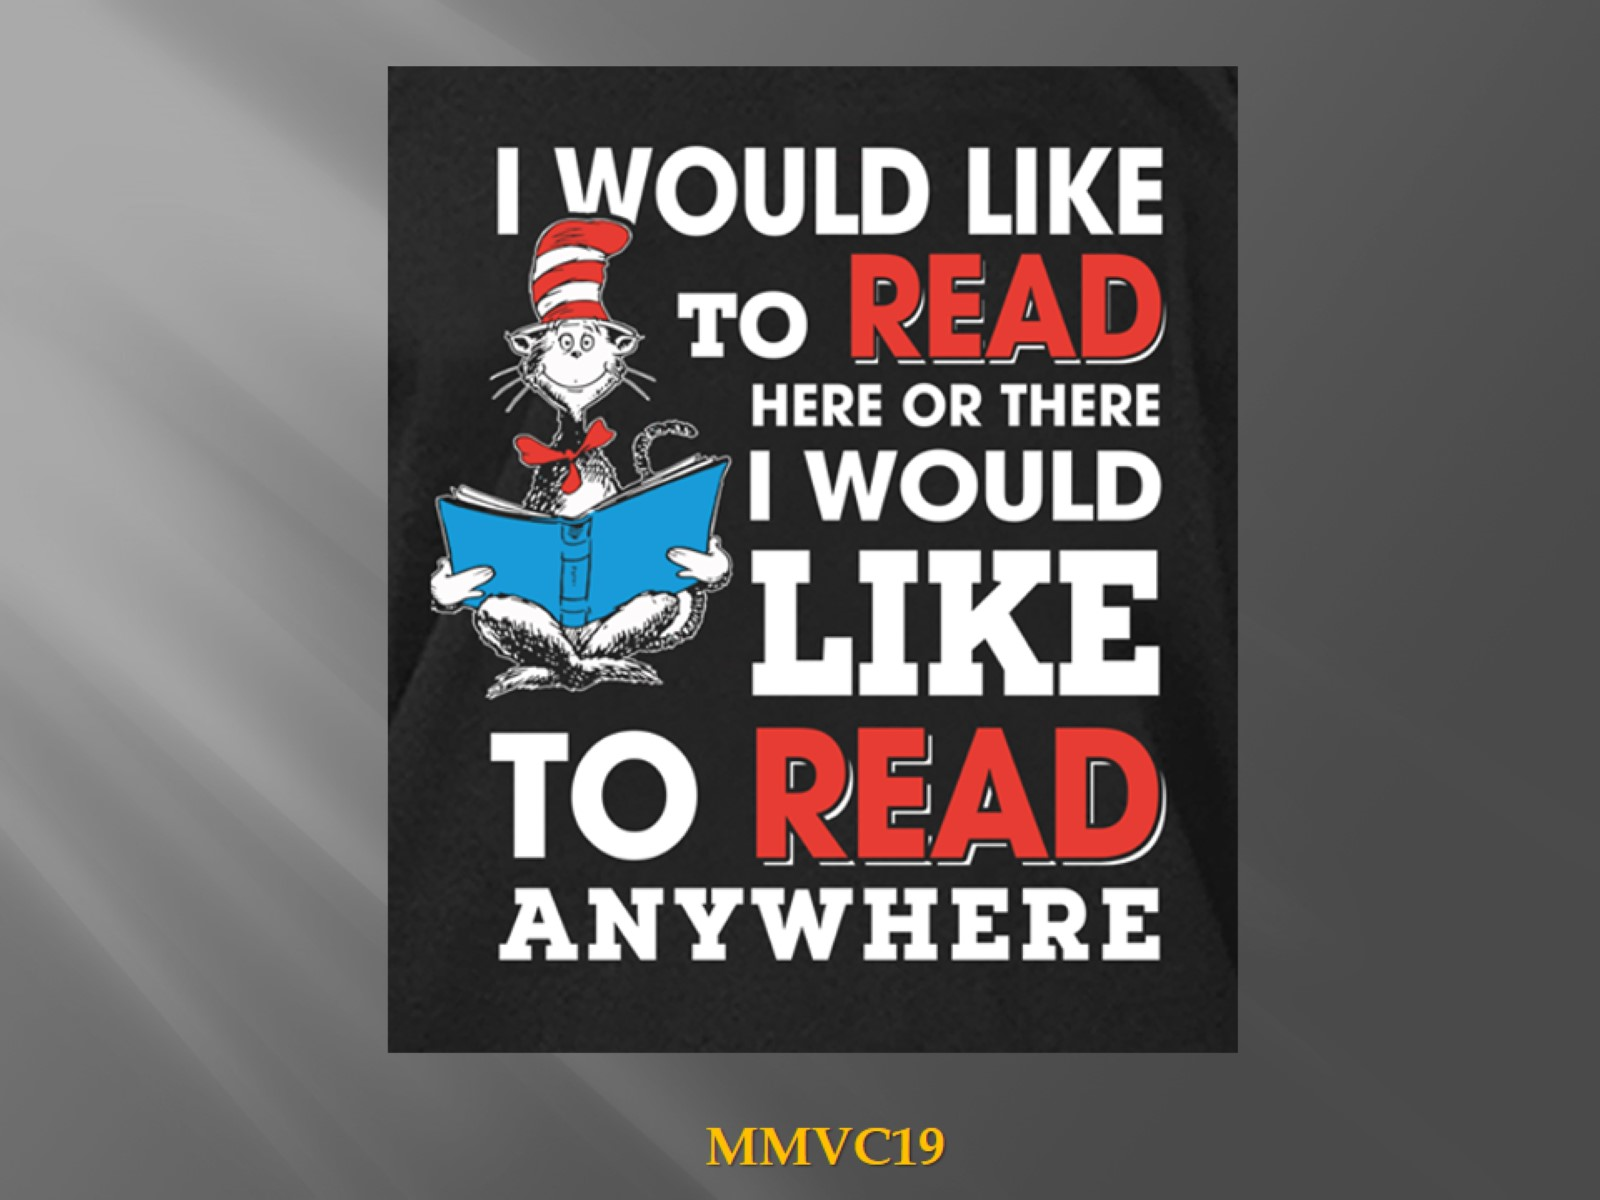 I WOULD LIKE
TO READ
HERE OR THERE
I WOULD
LIKE
TO READ
ANYWHERE
MMVC19